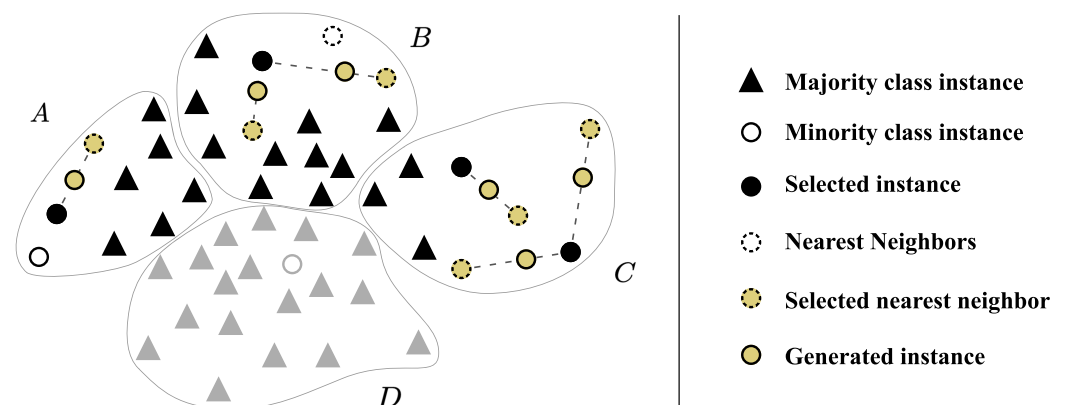 A
B
C
D
Majority class instance
Minority class instance
Selected instance
Nearest Neighbors
Selected nearest neighbor
Generated instance